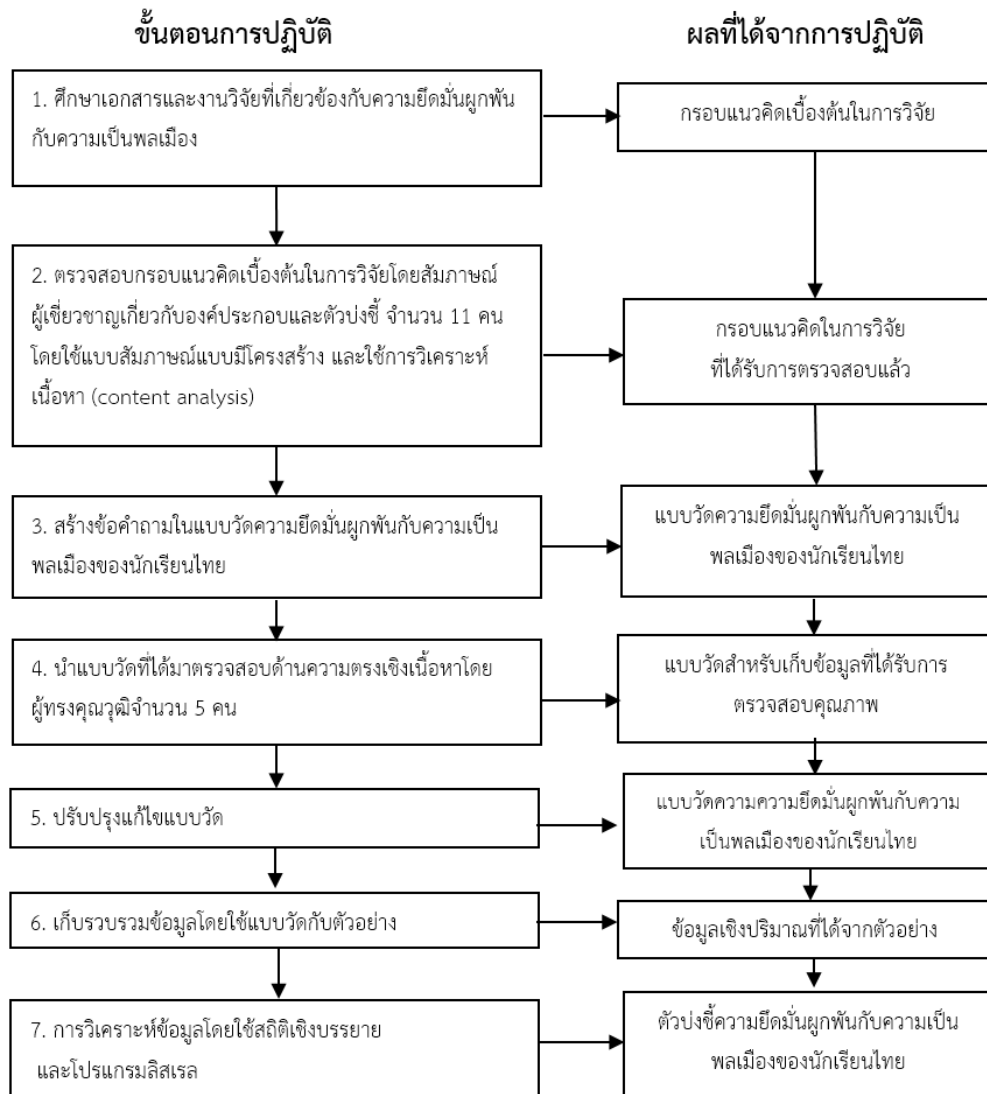 ขั้นตอนการปฏิบัติ
ผลที่ได้จากการปฏิบัติ
1. ศึกษาเอกสารและงานวิจัยที่เกี่ยวข้องกับความยึดมั่นผูกพัน
กับความเป็นพลเมือง
กรอบแนวคิดเบื้องต้นในการวิจัย
2. ตรวจสอบกรอบแนวคิดเบื้องต้นในการวิจัยโดยสัมภาษณ์
ผู้เชี่ยวชาญเกี่ยวกับองค์ประกอบและตัวบ่งชี้ จำนวน 11 คน
โดยใช้แบบสัมภาษณ์แบบมีโครงสร้าง และใช้การวิเคราะห์
เนื้อหา (content analysis)
กรอบแนวคิดในการวิจัย
ที่ได้รับการตรวจสอบแล้ว
3. สร้างข้อคำถามในแบบวัดความยึดมั่นผูกพันกับความเป็น
พลเมืองของนักเรียนไทย
แบบวัดความยึดมั่นผูกพันกับความเป็น
พลเมืองของนักเรียนไทย
4. นำแบบวัดที่ได้มาตรวจสอบด้านความตรงเชิงเนื้อหาโดย
ผู้ทรงคุณวุฒิจำนวน 5 คน
แบบวัดสำหรับเก็บข้อมูลที่ได้รับการ
ตรวจสอบคุณภาพ
5. ปรับปรุงแก้ไขแบบวัด
แบบวัดความความยึดมั่นผูกพันกับความ
เป็นพลเมืองของนักเรียนไทย
6. เก็บรวบรวมข้อมูลโดยใช้แบบวัดกับตัวอย่าง
ข้อมูลเชิงปริมาณที่ได้จากตัวอย่าง
7. การวิเคราะห์ข้อมูลโดยใช้สถิติเชิงบรรยาย
และโปรแกรมลิสเรล
ตัวบ่งชี้ความยึดมั่นผูกพันกับความเป็น
พลเมืองของนักเรียนไทย